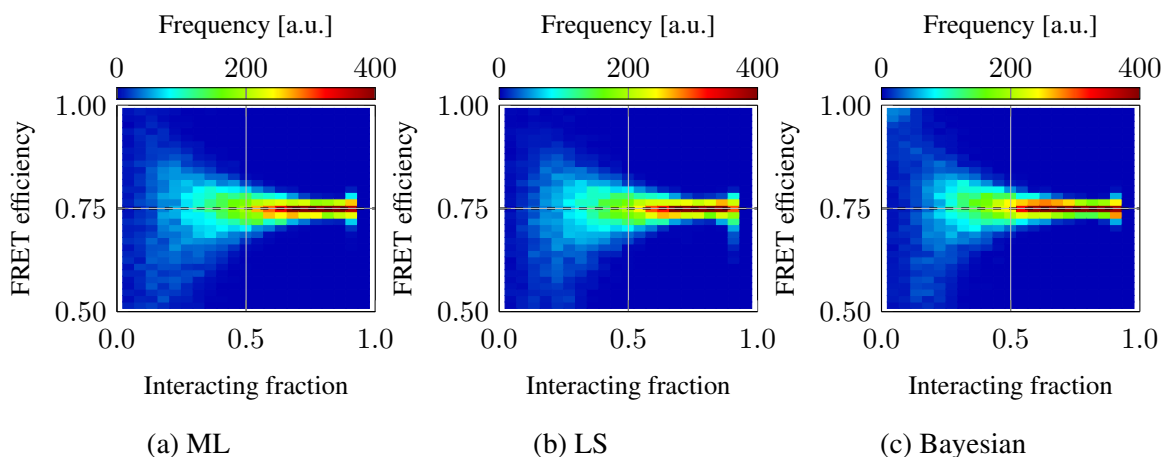 Frequency [a.u.]
0 200 400
1.00
0.75
0.50
FRET efficiency
0.0 0.5 1.0
Interacting fraction
(a) ML
Frequency [a.u.]
0 200 400
1.00
0.75
0.50
FRET efficiency
0.0 0.5 1.0
Interacting fraction
(b) LS
Frequency [a.u.]
0 200 400
1.00
0.75
0.50
FRET efficiency
0.0 0.5 1.0
Interacting fraction
(c) Bayesian